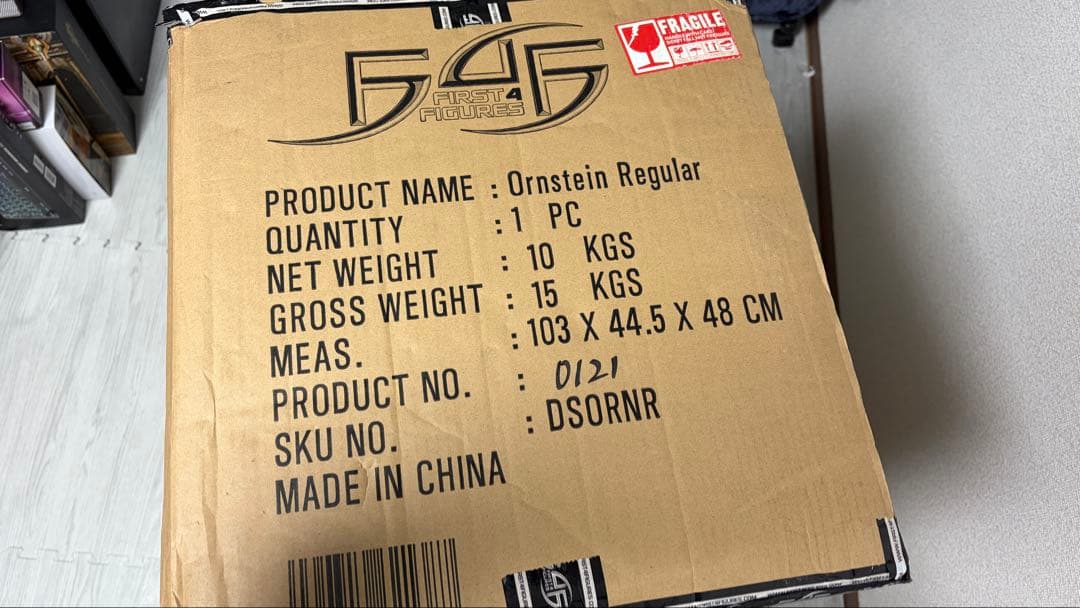 F4F
FIRST 4
FIGURES
FRAGILE
PRODUCT NAME : Ornstein Regular
QUANTITY : 1 PC
NET WEIGHT : 10 KGS
GROSS WEIGHT : 15 KGS
MEAS. : 103 X 44.5 X 48 CM
PRODUCT NO. : 0121
SKU NO. : DSORNR
MADE IN CHINA